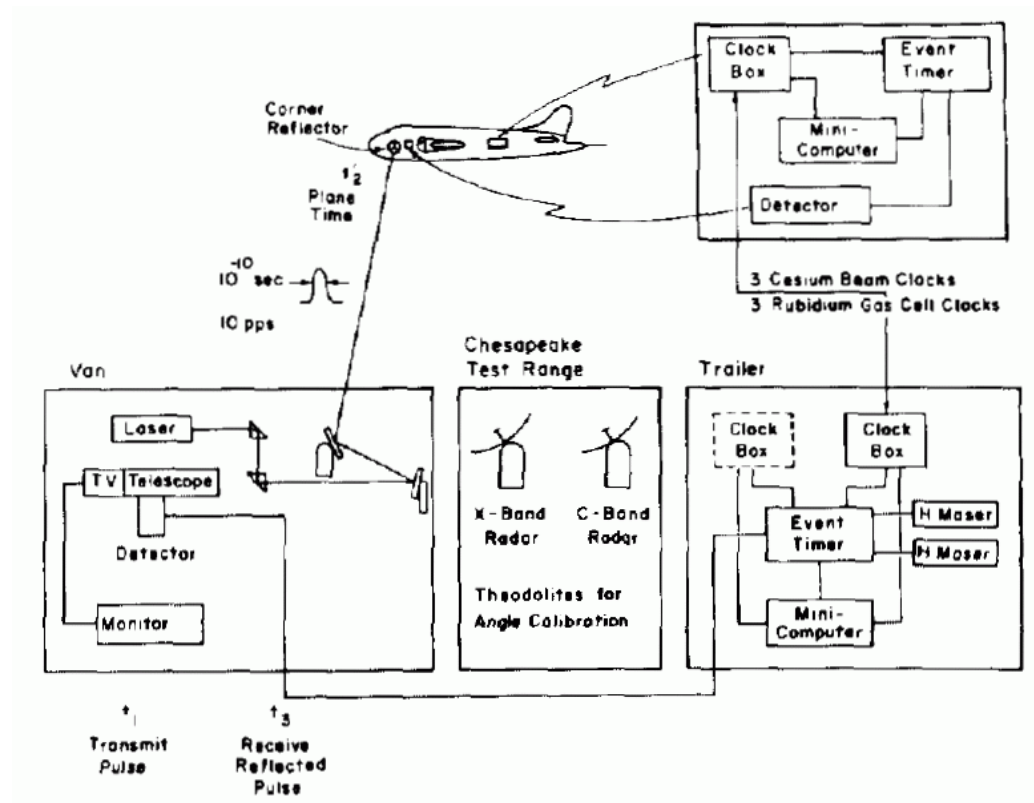 Clock
Box
Event
Timer
Mini-
Computer
Detector
Corner
Reflector
t'2
Plane
Time
10^-10 sec
10 pps
3 Cesium Beam Clocks
3 Rubidium Gas Cell Clocks
Van
Laser
TV
Telescope
Detector
Monitor
Chesapeake
Test Range
X-Band
Radar
C-Band
Radar
Theodolites for
Angle Calibration
Trailer
Clock
Box
Clock
Box
Event
Timer
H Maser
H Maser
Mini-
Computer
t1
Transmit
Pulse
t3
Receive
Reflected
Pulse